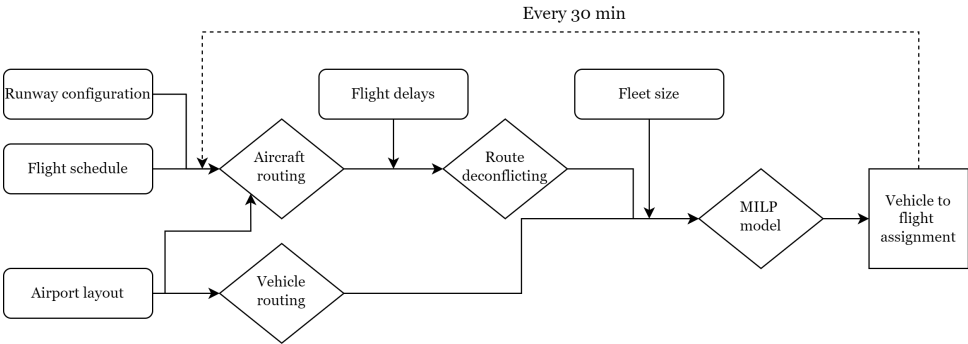 Every 30 min
Runway configuration
Flight delays
Fleet size
Flight schedule
Aircraft
routing
Route
deconflicting
MILP
model
Vehicle to
flight
assignment
Airport layout
Vehicle
routing